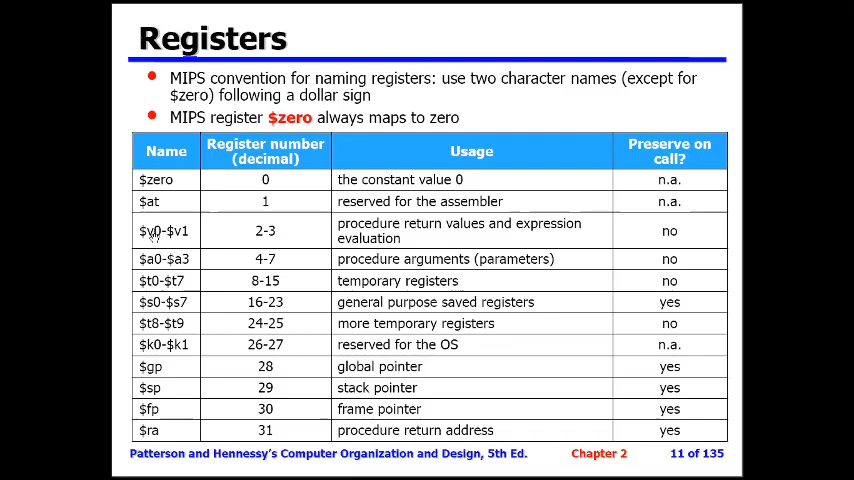 Registers
MIPS convention for naming registers: use two character names (except for
$zero) following a dollar sign
MIPS register $zero always maps to zero
Name Register number (decimal) Usage Preserve on call?
$zero 0 the constant value 0 n.a.
$at 1 reserved for the assembler n.a.
$v0-$v1 2-3 procedure return values and expression evaluation no
$a0-$a3 4-7 procedure arguments (parameters) no
$t0-$t7 8-15 temporary registers no
$s0-$s7 16-23 general purpose saved registers yes
$t8-$t9 24-25 more temporary registers no
$k0-$k1 26-27 reserved for the OS n.a.
$gp 28 global pointer yes
$sp 29 stack pointer yes
$fp 30 frame pointer yes
$ra 31 procedure return address yes
Patterson and Hennessy's Computer Organization and Design, 5th Ed. Chapter 2 11 of 135